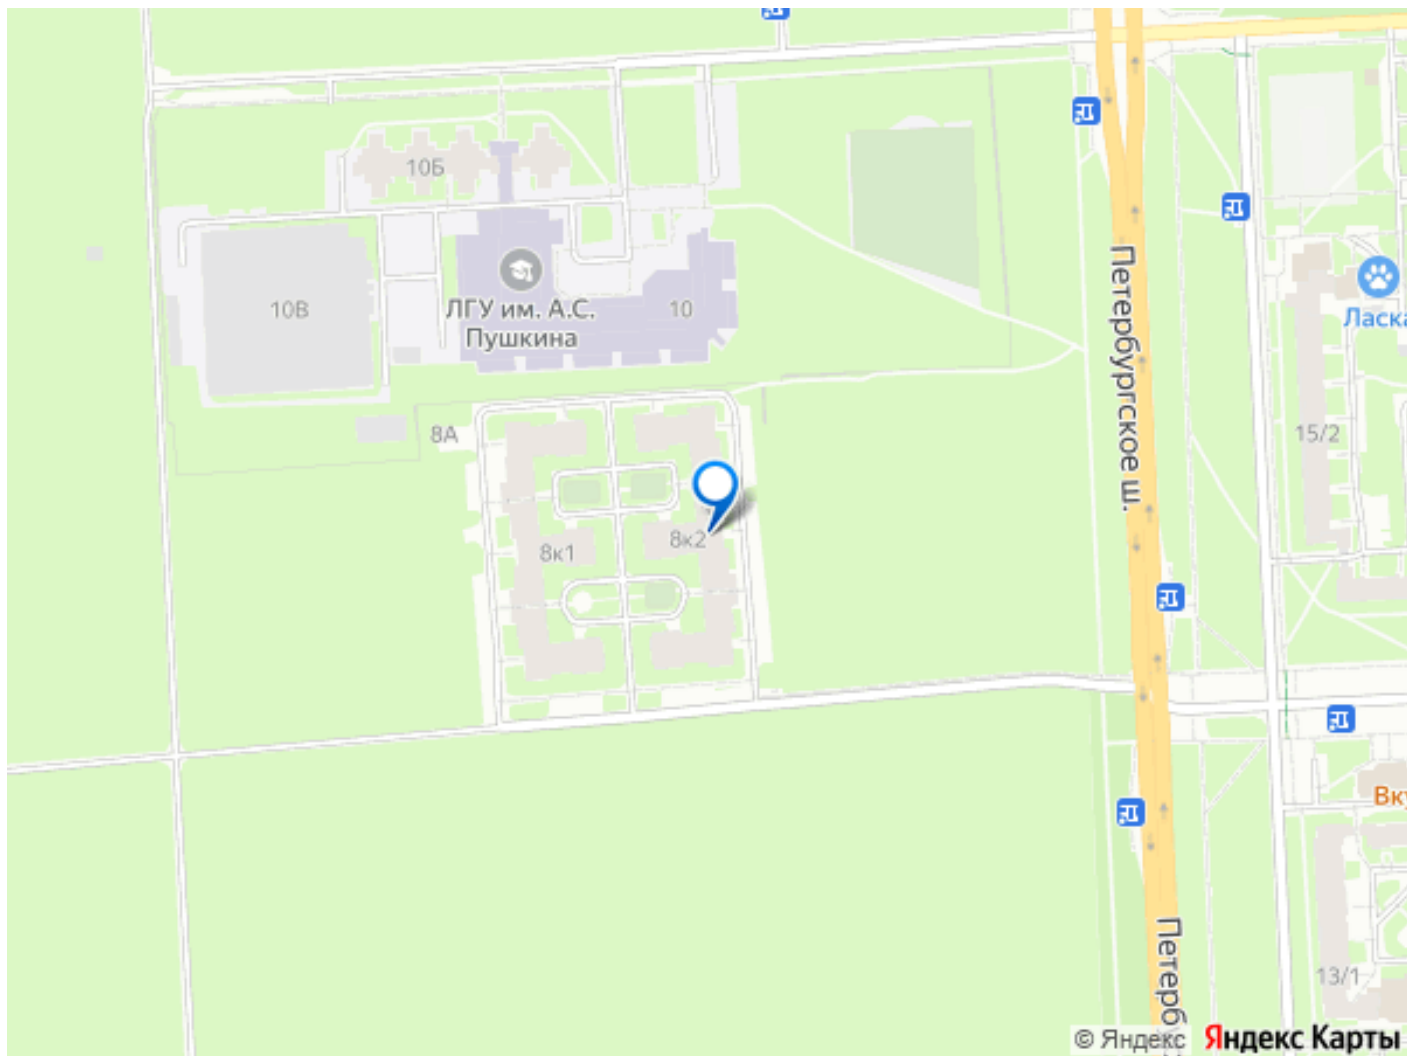 10Б
10В
ЛГУ им. А.С.
Пушкина
10
Петербургское ш.
Ласка
8А
15/2
8к1
8к2
Вку
13/1
Петербу
© Яндекс Яндекс Карты